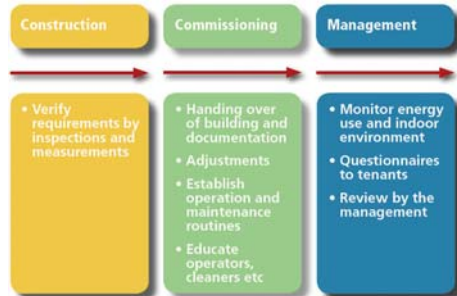 Construction
Commissioning
Management
• Verify
requirements by
inspections and
measurements
• Handing over
of building and
documentation
• Adjustments
• Establish
operation and
maintenance
routines
• Educate
operators,
cleaners etc
• Monitor energy
use and indoor
environment
• Questionnaires
to tenants
• Review by the
management